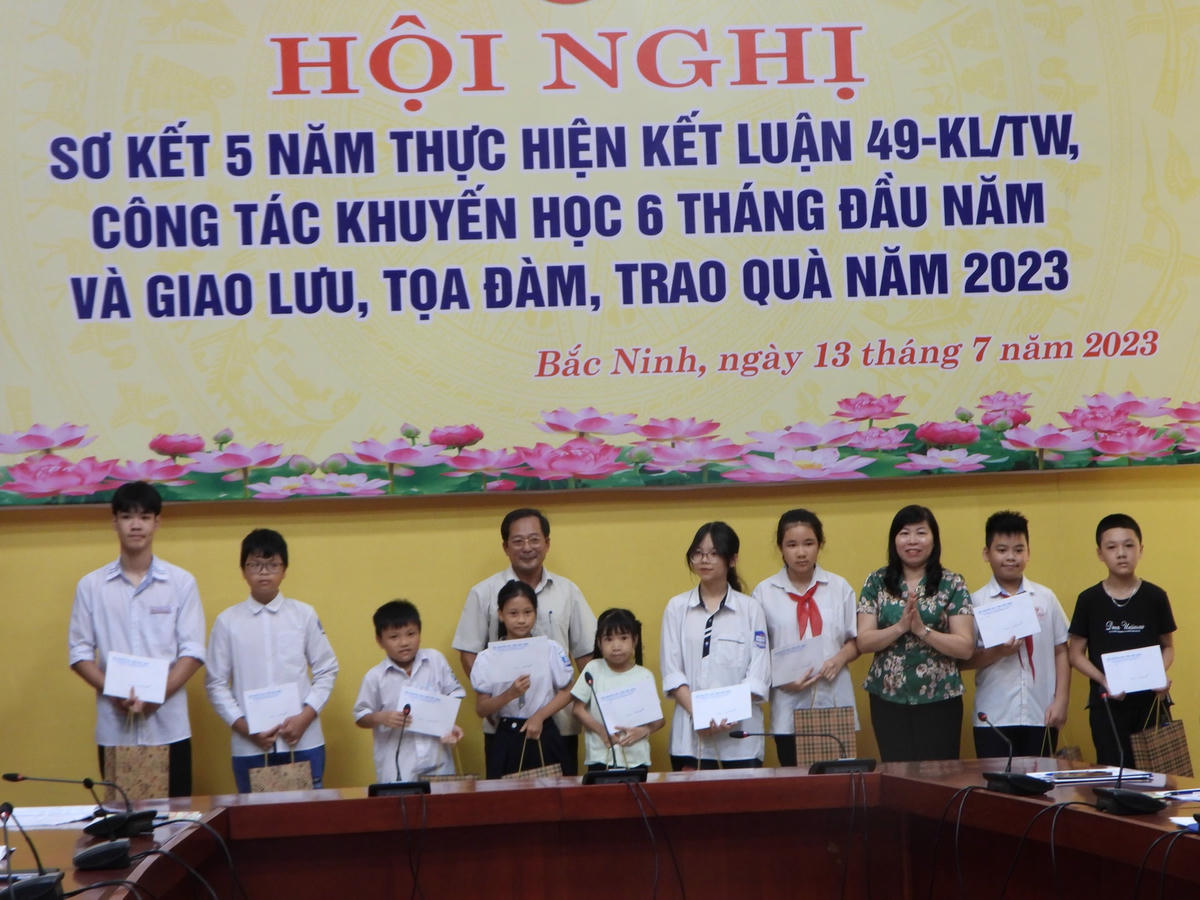 HỘI NGHỊ
SƠ KẾT 5 NĂM THỰC HIỆN KẾT LUẬN 49-KL/TW,
CÔNG TÁC KHUYẾN HỌC 6 THÁNG ĐẦU NĂM
VÀ GIAO LƯU, TỌA ĐÀM, TRAO QUÀ NĂM 2023
Bắc Ninh, ngày 13 tháng 7 năm 2023